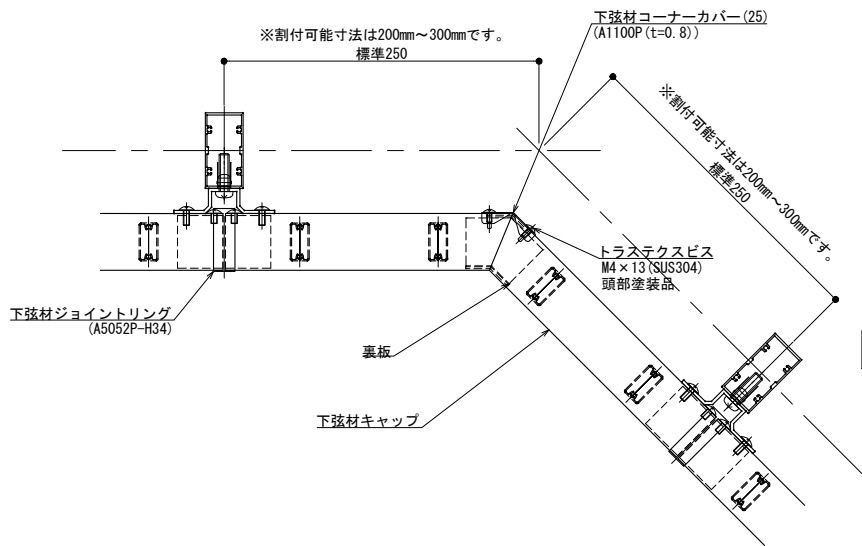 ※割付可能寸法は200mm～300mmです。
標準250
下弦材コーナーカバー(25)
(A1100P(t=0.8))
※割付可能寸法は200mm～300mmです。
標準250
トラステクスビス
M4×13(SUS304)
頭部塗装品
下弦材ジョイントリング
(A5052P-H34)
裏板
下弦材キャップ